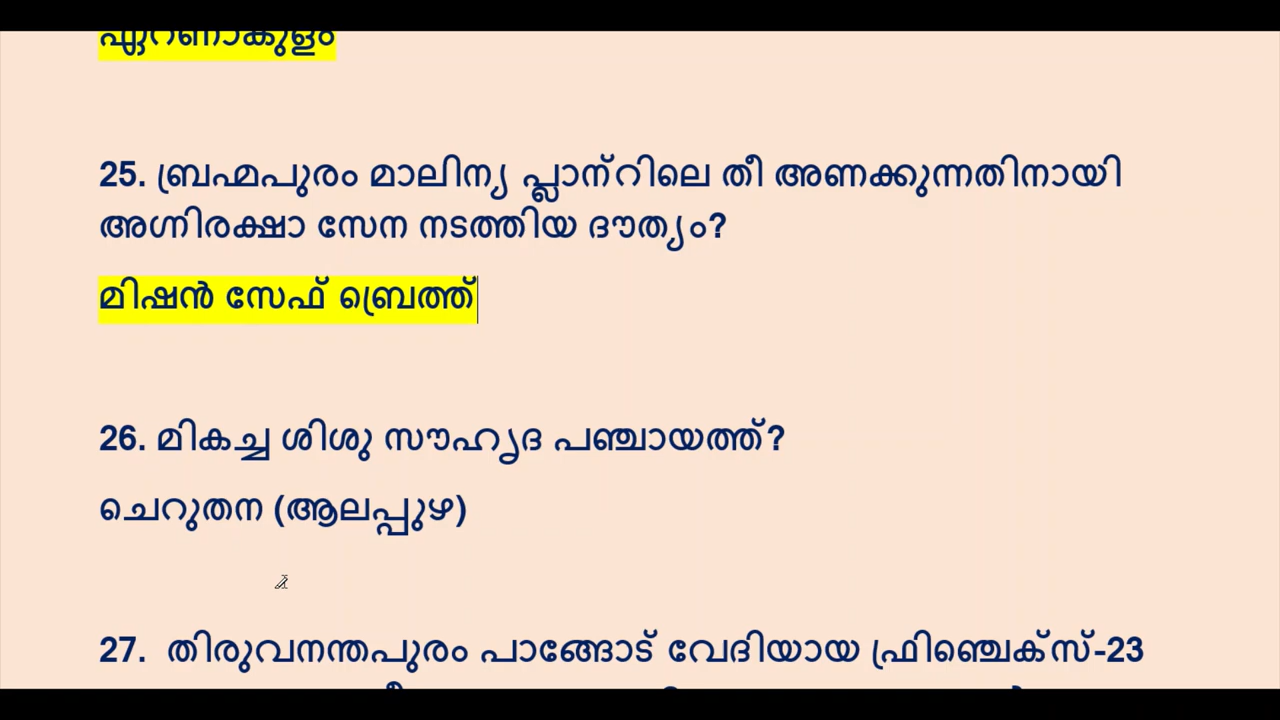 എറണാകുളം
25. ബ്രഹ്മപുരം മാലിന്യ പ്ലാന്റിലെ തീ അണക്കുന്നതിനായി
അഗ്നിരക്ഷാ സേന നടത്തിയ ദൗത്യം?
മിഷൻ സേഫ് ബ്രെത്ത്
26. മികച്ച ശിശു സൗഹൃദ പഞ്ചായത്ത്?
ചെറുതന (ആലപ്പുഴ)
27. തിരുവനന്തപുരം പാങ്ങോട് വേദിയായ ഫ്രിഞ്ചെക്സ്-23